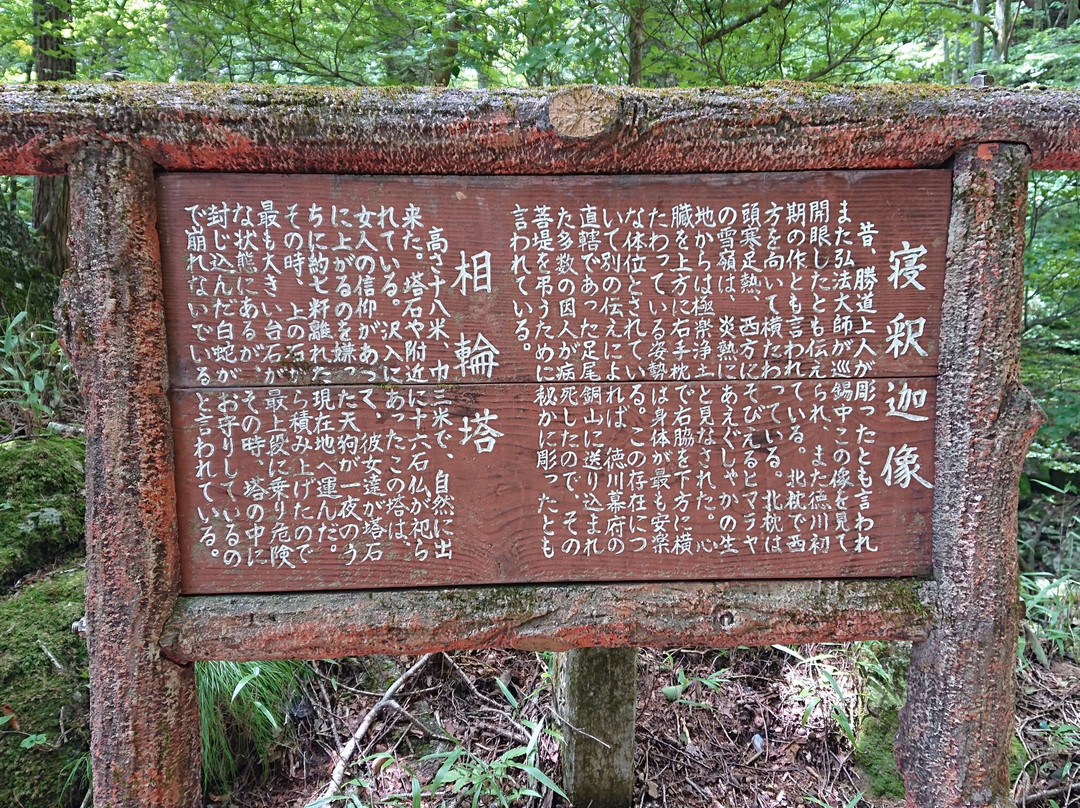 寝釈迦像
昔、勝道上人が彫ったとも言われ
また弘法大師が巡錫中この像を見て
開眼したとも伝えられ、また徳川初
期の作とも言われている。北枕で西
方を向いて横たわっている。北枕は
頭寒足熱、西方にそびえるヒマラヤ
の雪嶺は、炎熱にあえぐしゃかの生
地からは極楽浄土と見なされた。心
臓を上方に右手枕で右脇を下方に横
たわっている姿勢は身体が最も安楽
な体位とされている。この存在につ
いて別の伝えによれば、徳川幕府の
直轄であった足尾銅山に送り込まれ
た多数の囚人が病死したので、その
菩堤を弔うために秘かに彫ったとも
言われている。
相輪塔
高さ十八米、巾三米で、自然に出
来た。塔石や附近に十六石仏が祀ら
れている。沢入にあったこの塔は、
女人の信仰があって、彼女達が塔石
に上がるのを嫌った天狗が一夜のう
ちに約七粁離れた現在地へ運んだ。
その時、上の石から積み上げたので
最も大きい台石が最上段に乗り危険
な状態にあるが、その時、塔の中に
封じ込んだ白蛇がお守りしているの
で崩れないでいると言われている。